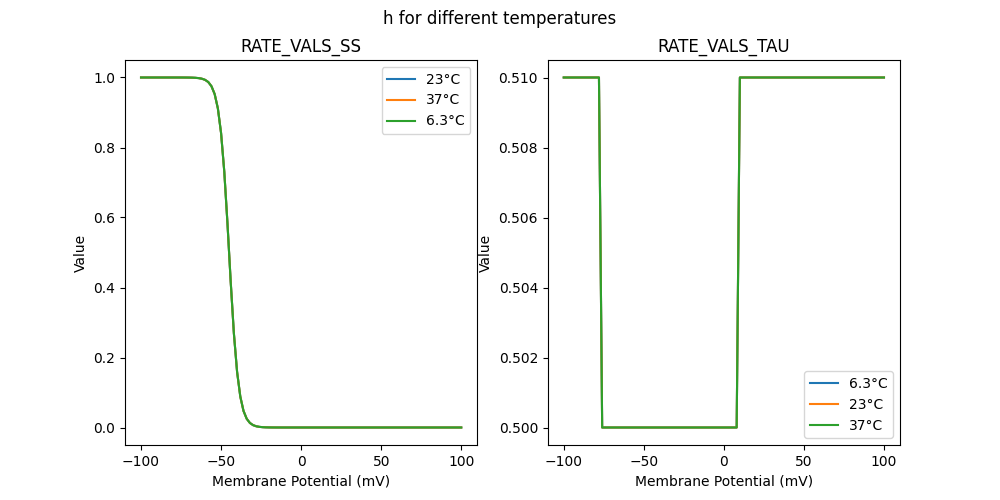 h for different temperatures
RATE_VALS_SS
1.0
0.8
0.6
0.4
0.2
0.0
Value
−100
−50
0
50
100
Membrane Potential (mV)
23°C
37°C
6.3°C
RATE_VALS_TAU
0.510
0.508
0.506
0.504
0.502
0.500
Value
−100
−50
0
50
100
Membrane Potential (mV)
6.3°C
23°C
37°C